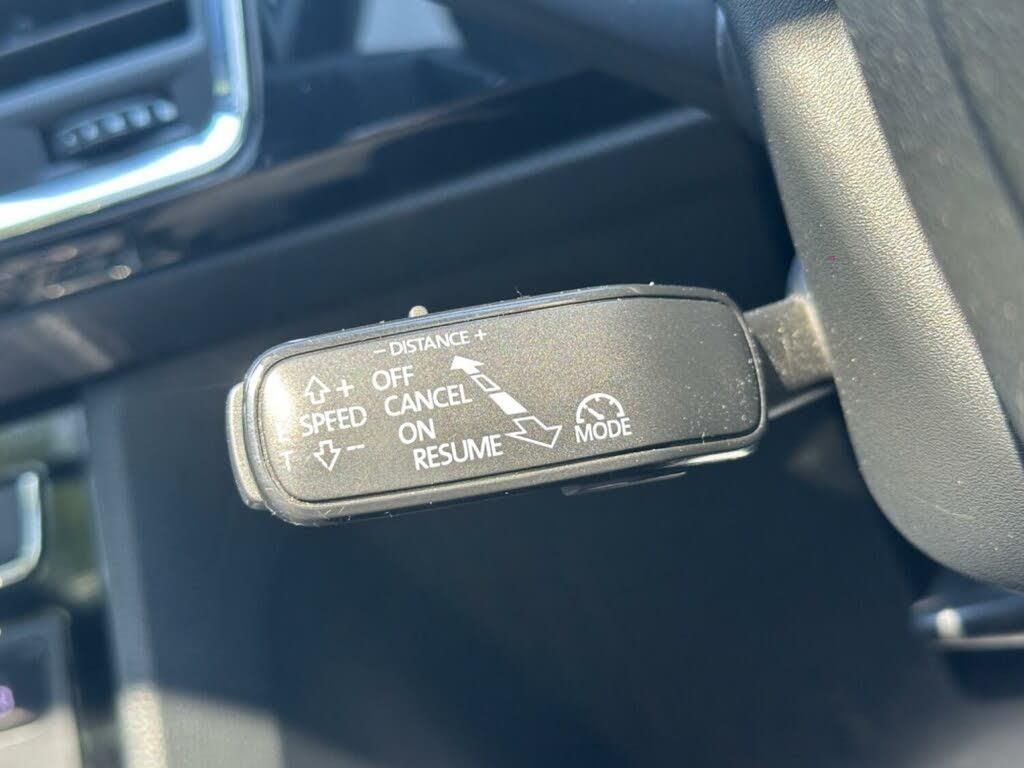 − DISTANCE +
OFF
CANCEL
ON
RESUME
+
SPEED
−
MODE